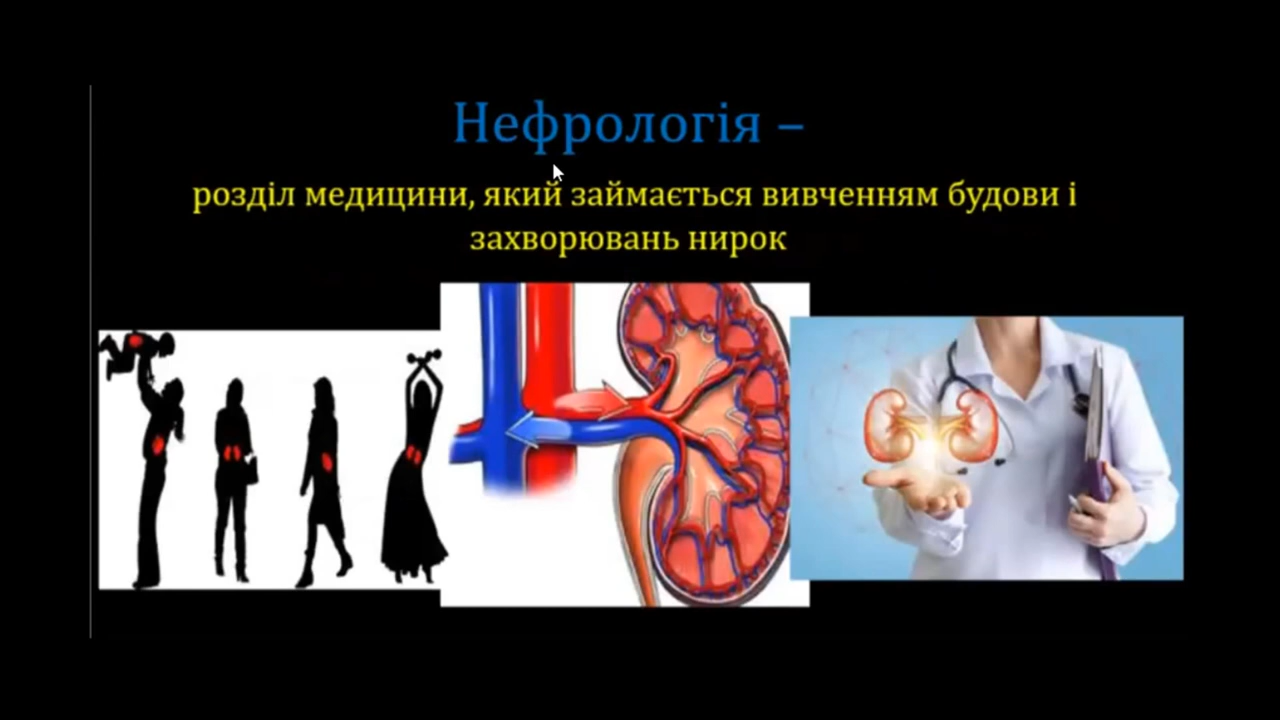 Нефрологія –
розділ медицини, який займається вивченням будови і
захворювань нирок